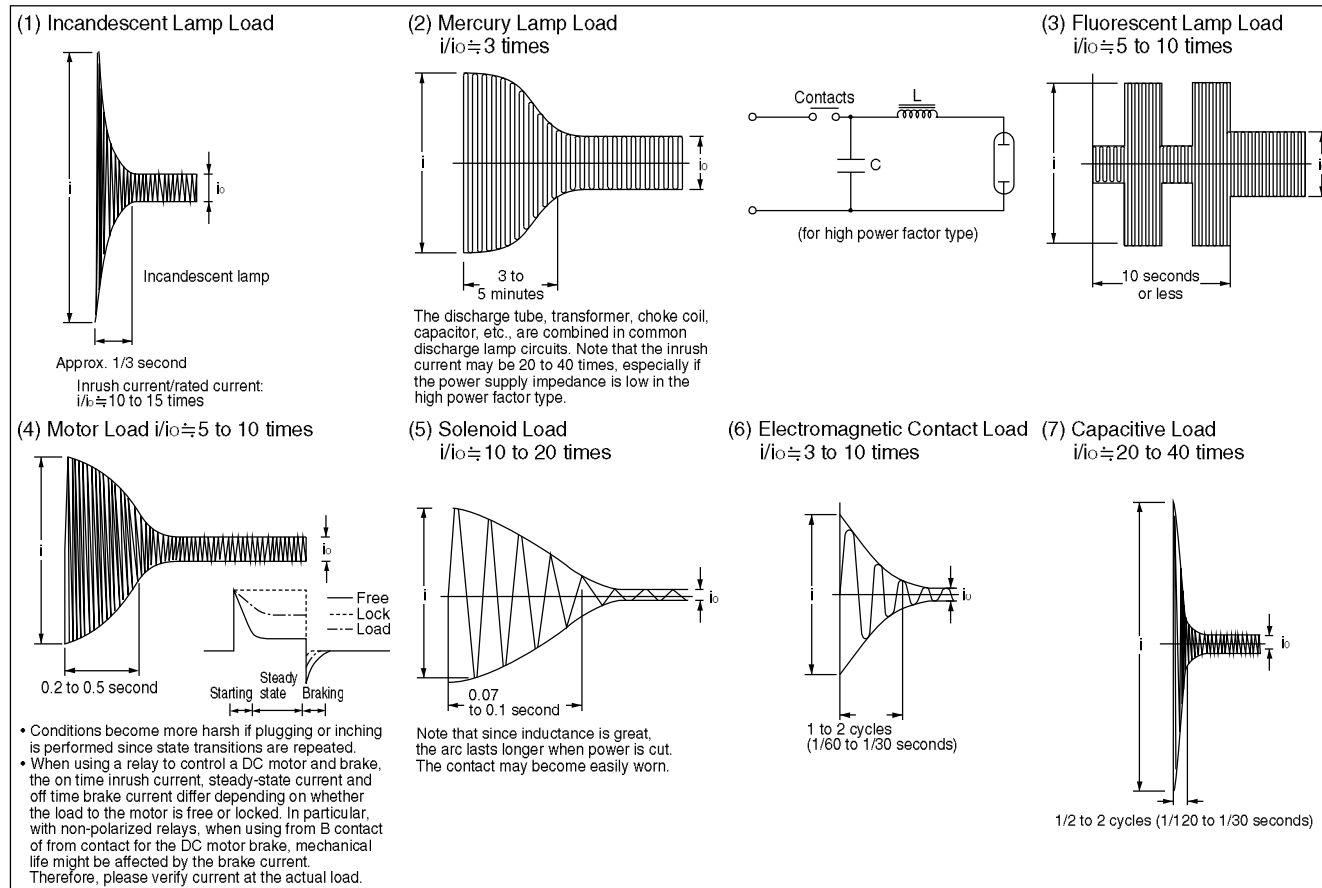 (1) Incandescent Lamp Load
i
io
Incandescent lamp
Approx. 1/3 second
Inrush current/rated current:
i/io≒10 to 15 times
(2) Mercury Lamp Load
i/io≒3 times
i
io
3 to
5 minutes
The discharge tube, transformer, choke coil,
capacitor, etc., are combined in common
discharge lamp circuits. Note that the inrush
current may be 20 to 40 times, especially if
the power supply impedance is low in the
high power factor type.
Contacts
L
C
(for high power factor type)
(3) Fluorescent Lamp Load
i/io≒5 to 10 times
i
i
10 seconds
or less
(4) Motor Load i/io≒5 to 10 times
i
io
0.2 to 0.5 second
Free
Lock
Load
Steady
Starting state Braking
• Conditions become more harsh if plugging or inching
is performed since state transitions are repeated.
• When using a relay to control a DC motor and brake,
the on time inrush current, steady-state current and
off time brake current differ depending on whether
the load to the motor is free or locked. In particular,
with non-polarized relays, when using from B contact
of from contact for the DC motor brake, mechanical
life might be affected by the brake current.
Therefore, please verify current at the actual load.
(5) Solenoid Load
i/io≒10 to 20 times
i
io
0.07
to 0.1 second
Note that since inductance is great,
the arc lasts longer when power is cut.
The contact may become easily worn.
(6) Electromagnetic Contact Load
i/io≒3 to 10 times
i
io
1 to 2 cycles
(1/60 to 1/30 seconds)
(7) Capacitive Load
i/io≒20 to 40 times
i
io
1/2 to 2 cycles (1/120 to 1/30 seconds)